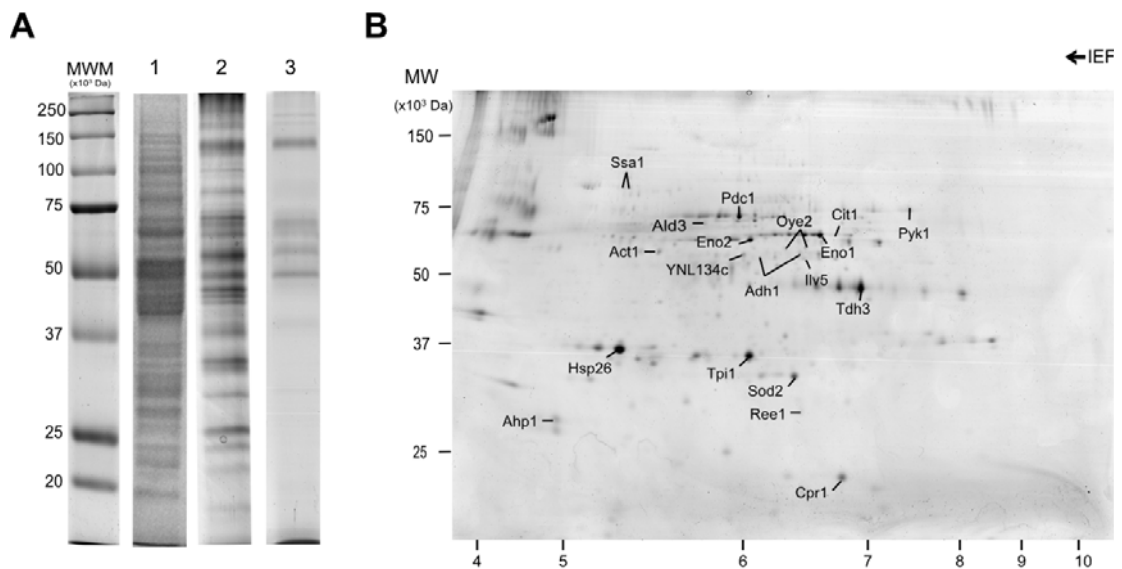 A
MWM
(x10³ Da)
1
2
3
250
150
100
75
50
37
25
20
B
←IEF
MW
(x10³ Da)
150
75
50
37
25
Ssa1
Pdc1
Ald3
Oye2
Cit1
Pyk1
Act1
Eno2
Eno1
YNL134c
Adh1
Ilv5
Tdh3
Hsp26
Tpi1
Sod2
Ree1
Ahp1
Cpr1
4 5 6 7 8 9 10